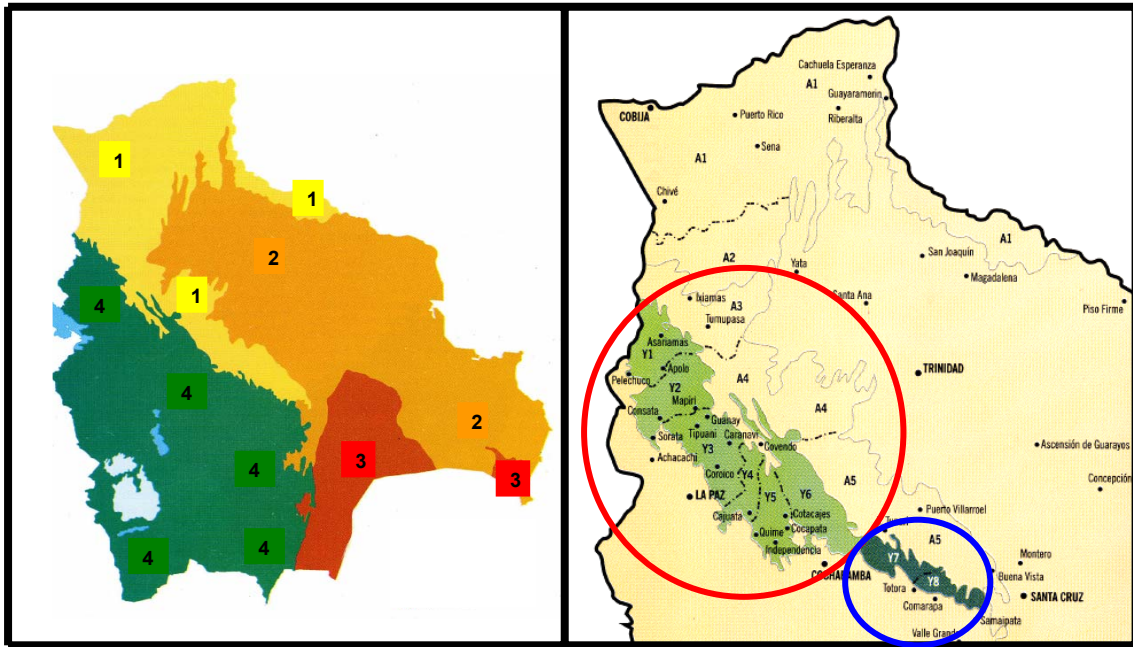 1
1
2
1
4
4
2
4
3
3
4
4
Cachuela Esperanza
A1
Guayaramerin
COBIJA
Puerto Rico
Riberalta
A1
Sena
Chivé
A1
San Joaquín
A2
Yata
Magdalena
Ixiamas
Santa Ana
Piso Firme
A3
Tumupasa
Asariamas
Y1
Apolo
TRINIDAD
Pelechuco
A4
Y2
Mapiri
A4
Consata
Guanay
Tipuani
Caranavi
Sorata
Covendo
Ascensión de Guarayos
Y3
Achacachi
Coroico
Y4
A5
Concepción
LA PAZ
Y5
Y6
Cajuata
Cotacajes
Puerto Villarroel
Cocapata
Quime
A5
Independencia
Montero
Y7
COCHABAMBA
Buena Vista
Y8
Totora
SANTA CRUZ
Comarapa
Samaipata
Valle Grand